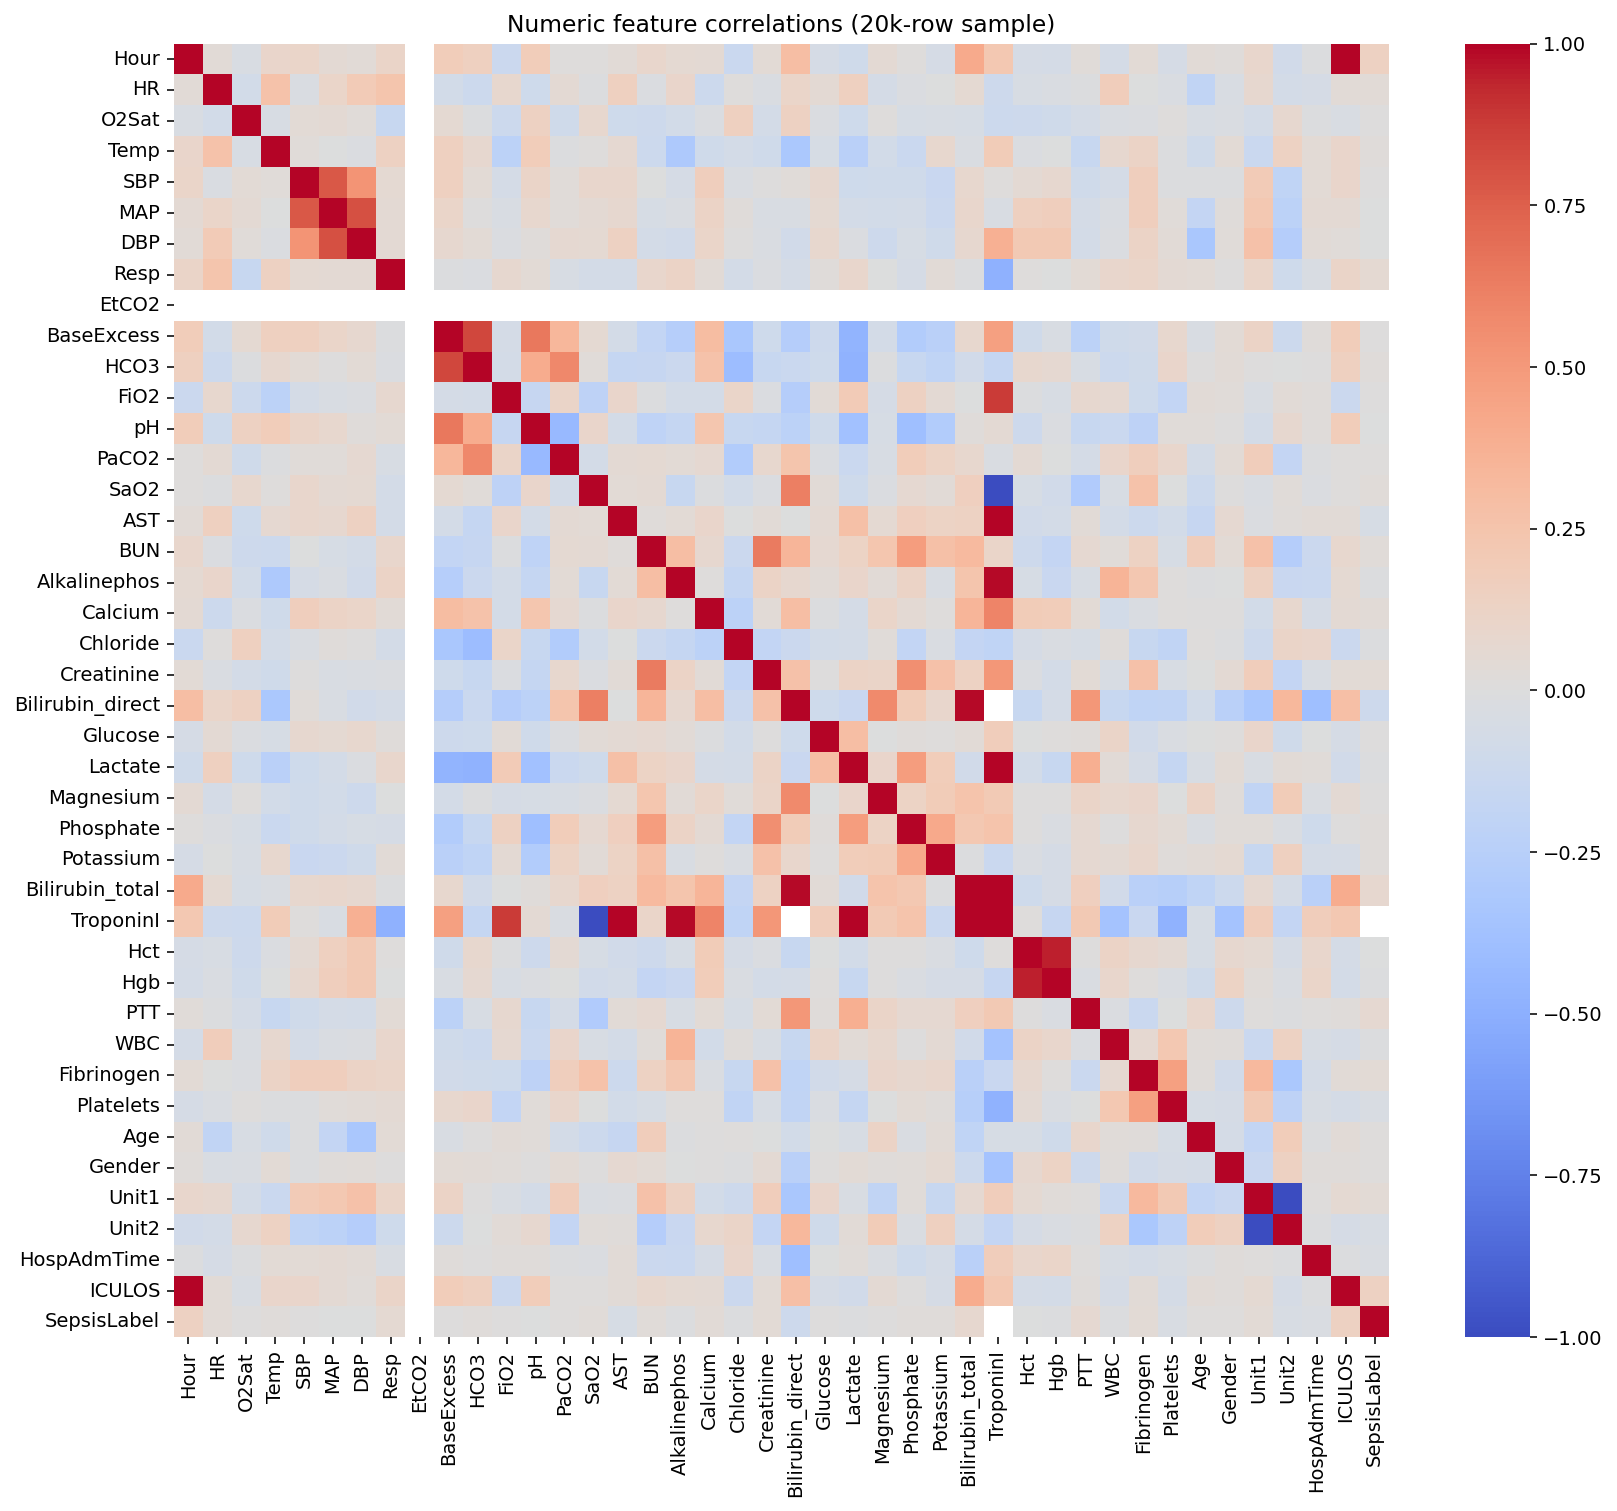 Numeric feature correlations (20k-row sample)
Hour
HR
O2Sat
Temp
SBP
MAP
DBP
Resp
EtCO2
BaseExcess
HCO3
FiO2
pH
PaCO2
SaO2
AST
BUN
Alkalinephos
Calcium
Chloride
Creatinine
Bilirubin_direct
Glucose
Lactate
Magnesium
Phosphate
Potassium
Bilirubin_total
TroponinI
Hct
Hgb
PTT
WBC
Fibrinogen
Platelets
Age
Gender
Unit1
Unit2
HospAdmTime
ICULOS
SepsisLabel
Hour
HR
O2Sat
Temp
SBP
MAP
DBP
Resp
EtCO2
BaseExcess
HCO3
FiO2
pH
PaCO2
SaO2
AST
BUN
Alkalinephos
Calcium
Chloride
Creatinine
Bilirubin_direct
Glucose
Lactate
Magnesium
Phosphate
Potassium
Bilirubin_total
TroponinI
Hct
Hgb
PTT
WBC
Fibrinogen
Platelets
Age
Gender
Unit1
Unit2
HospAdmTime
ICULOS
SepsisLabel
1.00
0.75
0.50
0.25
0.00
−0.25
−0.50
−0.75
−1.00